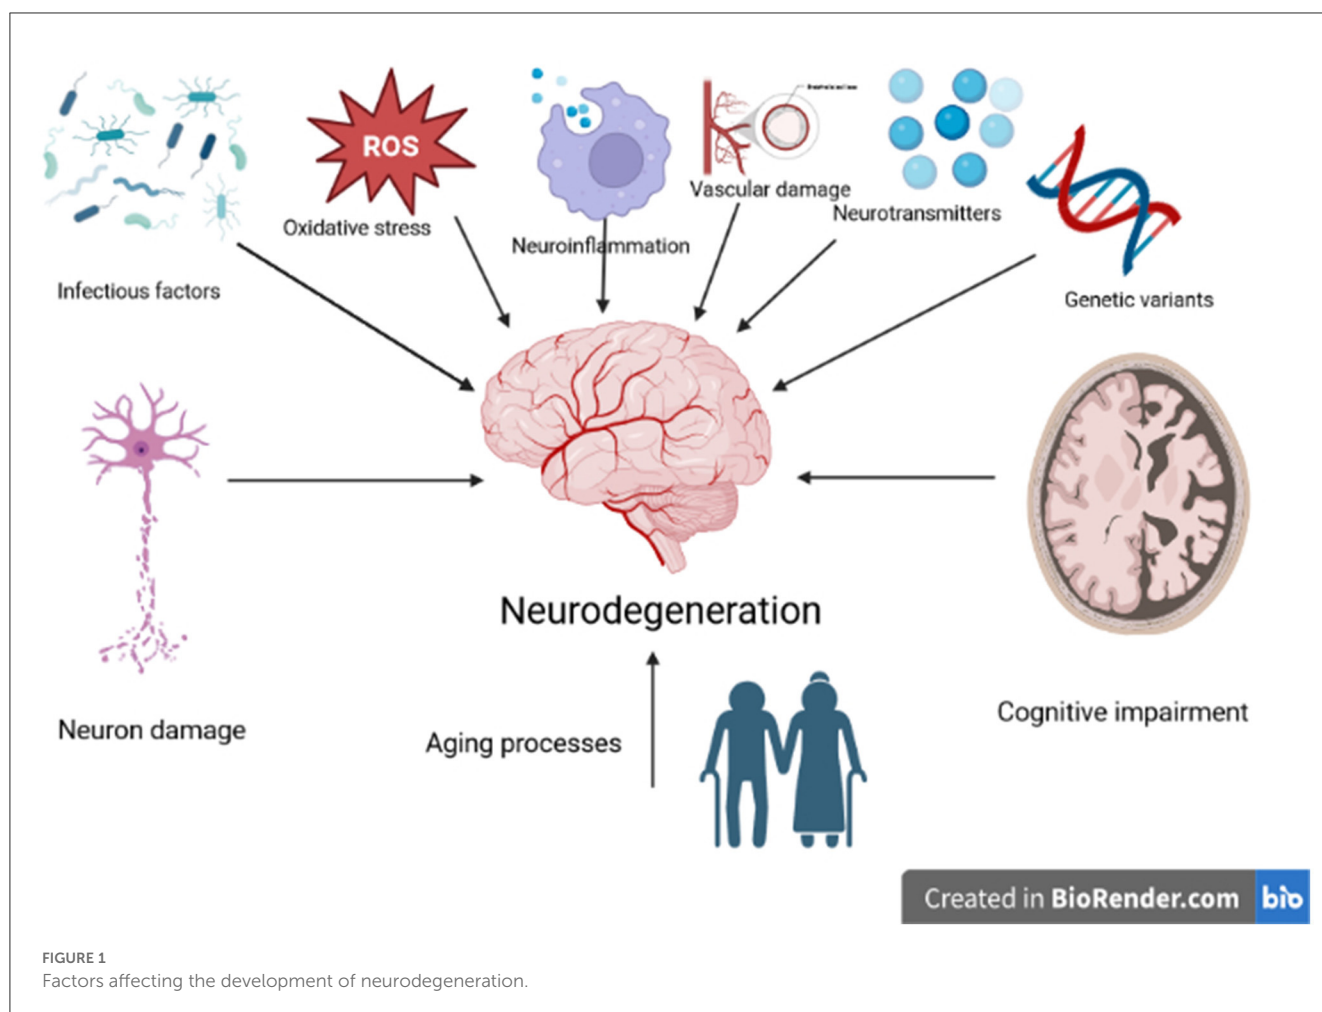 ROS
Vascular damage
Neurotransmitters
Oxidative stress
Neuroinflammation
Infectious factors
Genetic variants
Neurodegeneration
Neuron damage
Aging processes
Cognitive impairment
Created in BioRender.com bio
FIGURE 1
Factors affecting the development of neurodegeneration.